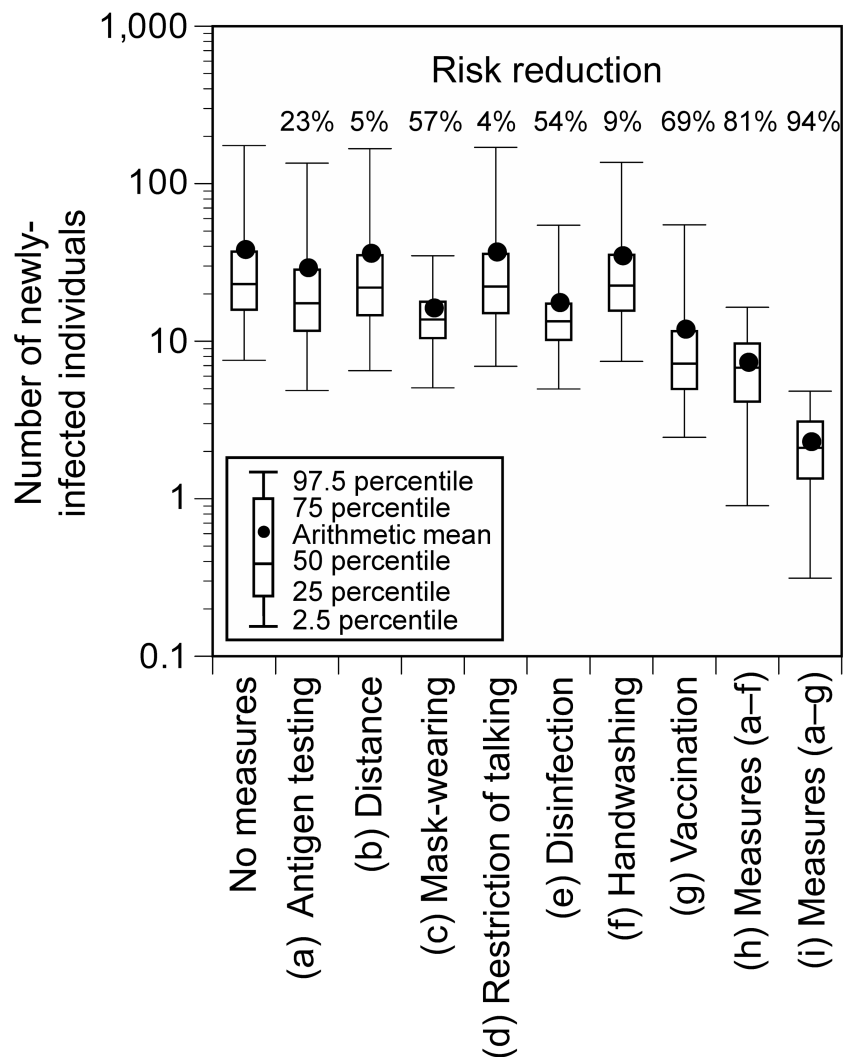 Risk reduction
23% 5% 57% 4% 54% 9% 69% 81% 94%
Number of newly-
infected individuals
1,000
100
10
1
0.1
97.5 percentile
75 percentile
Arithmetic mean
50 percentile
25 percentile
2.5 percentile
No measures
(a) Antigen testing
(b) Distance
(c) Mask-wearing
(d) Restriction of talking
(e) Disinfection
(f) Handwashing
(g) Vaccination
(h) Measures (a–f)
(i) Measures (a–g)